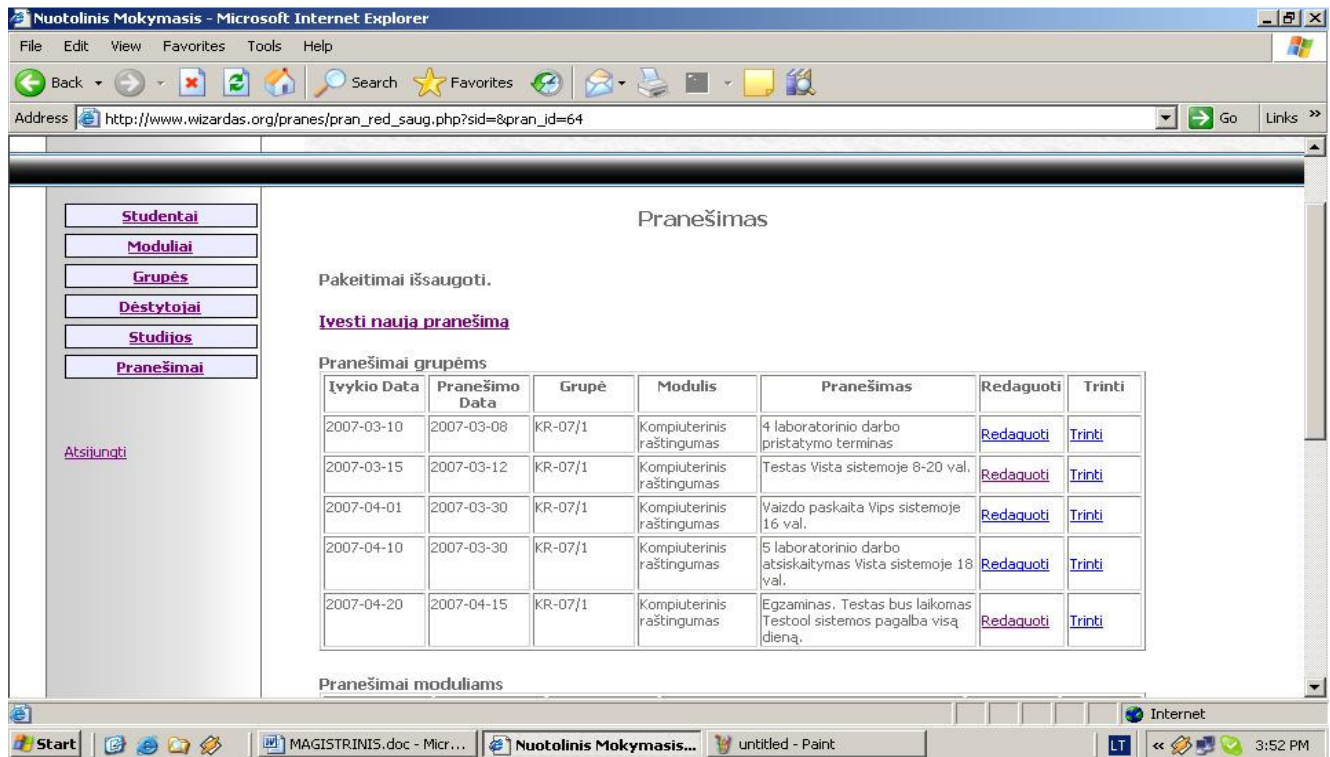 Nuotolinis Mokymasis - Microsoft Internet Explorer
File Edit View Favorites Tools Help
Back Search Favorites
Address http://www.wizardas.org/pranes/pran_red_saug.php?sid=&pran_id=64 Go Links »
Studentai
Moduliai
Grupės
Dėstytojai
Studijos
Pranešimai
Atsijungti
Pranešimas
Pakeitimai išsaugoti.
Įvesti naują pranešimą
Pranešimai grupėms
Įvykio Data Pranešimo Data Grupė Modulis Pranešimas Redaguoti Trinti
2007-03-10 2007-03-08 KR-07/1 Kompiuterinis raštingumas 4 laboratorinio darbo pristatymo terminas Redaguoti Trinti
2007-03-15 2007-03-12 KR-07/1 Kompiuterinis raštingumas Testas Vista sistemoje 8-20 val. Redaguoti Trinti
2007-04-01 2007-03-30 KR-07/1 Kompiuterinis raštingumas Vaizdo paskaita Vips sistemoje 16 val. Redaguoti Trinti
2007-04-10 2007-03-30 KR-07/1 Kompiuterinis raštingumas 5 laboratorinio darbo atsiskaitymas Vista sistemoje 18 val. Redaguoti Trinti
2007-04-20 2007-04-15 KR-07/1 Kompiuterinis raštingumas Egzaminas. Testas bus laikomas Testool sistemos pagalba visą dieną. Redaguoti Trinti
Pranešimai moduliams
Internet
Start MAGISTRINIS.doc - Micr... Nuotolinis Mokymasis... untitled - Paint LT « 3:52 PM